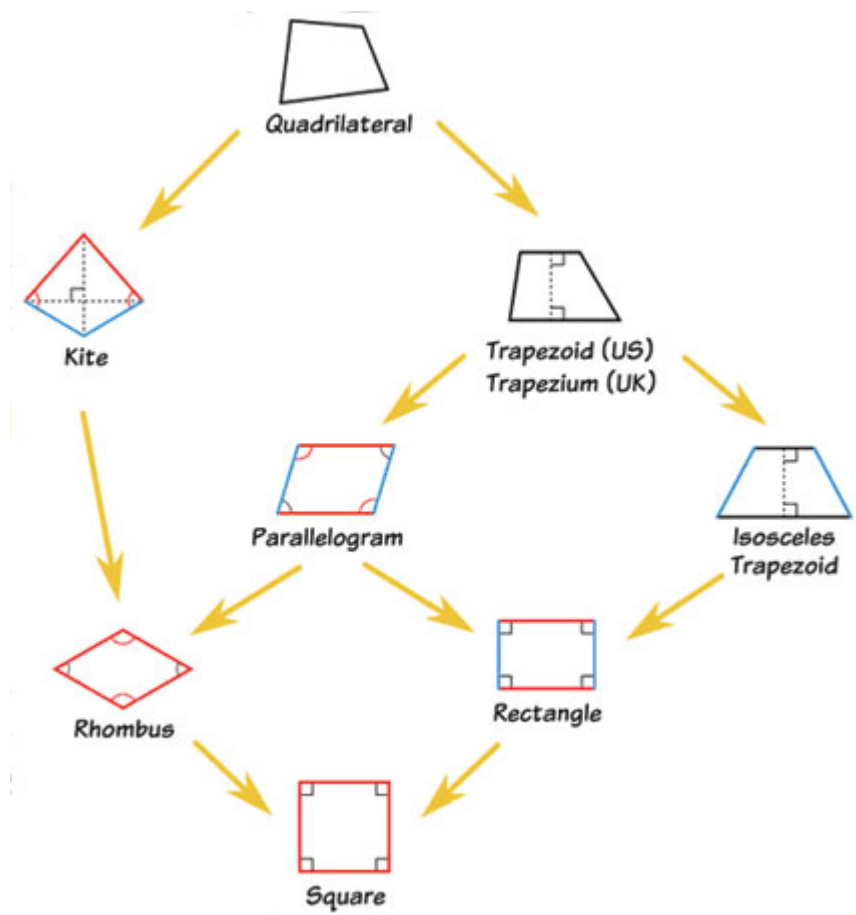 Quadrilateral
Kite
Trapezoid (US)
Trapezium (UK)
Parallelogram
Isosceles
Trapezoid
Rhombus
Rectangle
Square